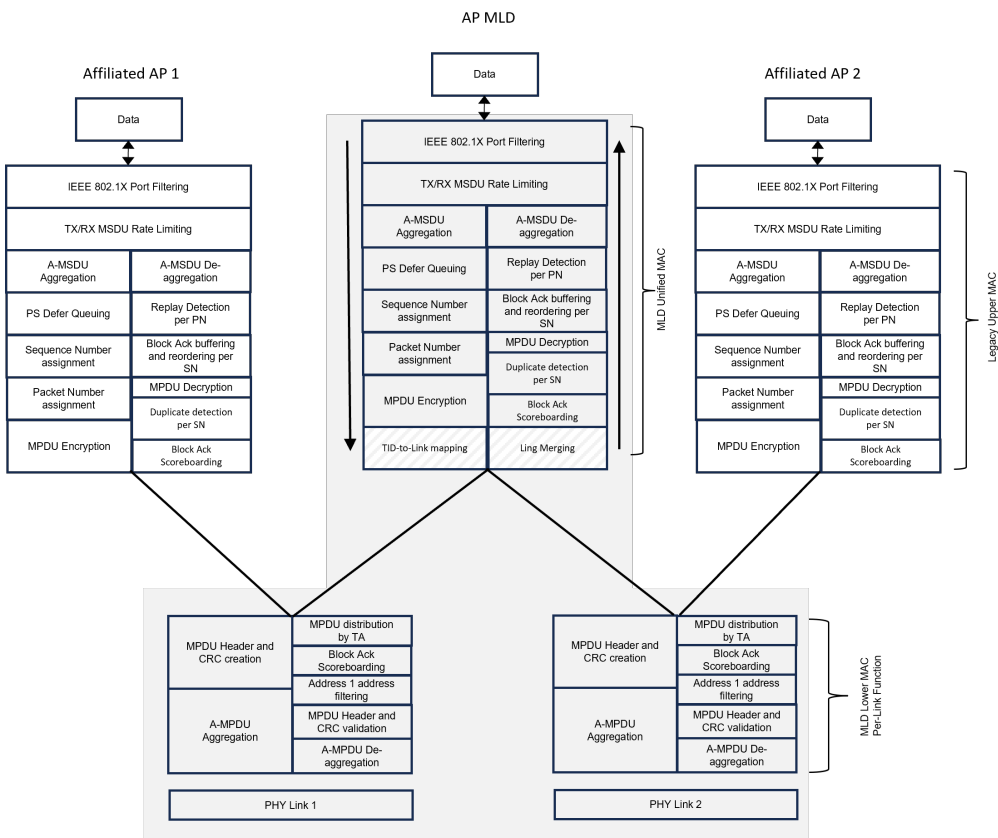 AP MLD
Affiliated AP 1
Data
IEEE 802.1X Port Filtering
TX/RX MSDU Rate Limiting
A-MSDU
Aggregation
A-MSDU De-
aggregation
PS Defer Queuing
Replay Detection
per PN
Sequence Number
assignment
Block Ack buffering
and reordering per
SN
Packet Number
assignment
MPDU Decryption
Duplicate detection
per SN
MPDU Encryption
Block Ack
Scoreboarding
Data
IEEE 802.1X Port Filtering
TX/RX MSDU Rate Limiting
A-MSDU
Aggregation
A-MSDU De-
aggregation
PS Defer Queuing
Replay Detection
per PN
Sequence Number
assignment
Block Ack buffering
and reordering per
SN
Packet Number
assignment
MPDU Decryption
Duplicate detection
per SN
MPDU Encryption
Block Ack
Scoreboarding
TID-to-Link mapping
Ling Merging
MLD Unified MAC
Affiliated AP 2
Data
IEEE 802.1X Port Filtering
TX/RX MSDU Rate Limiting
A-MSDU
Aggregation
A-MSDU De-
aggregation
PS Defer Queuing
Replay Detection
per PN
Sequence Number
assignment
Block Ack buffering
and reordering per
SN
Packet Number
assignment
MPDU Decryption
Duplicate detection
per SN
MPDU Encryption
Block Ack
Scoreboarding
Legacy Upper MAC
MPDU Header and
CRC creation
MPDU distribution
by TA
Block Ack
Scoreboarding
Address 1 address
filtering
A-MPDU
Aggregation
MPDU Header and
CRC validation
A-MPDU De-
aggregation
PHY Link 1
MPDU Header and
CRC creation
MPDU distribution
by TA
Block Ack
Scoreboarding
Address 1 address
filtering
A-MPDU
Aggregation
MPDU Header and
CRC validation
A-MPDU De-
aggregation
PHY Link 2
MLD Lower MAC
Per-Link Function